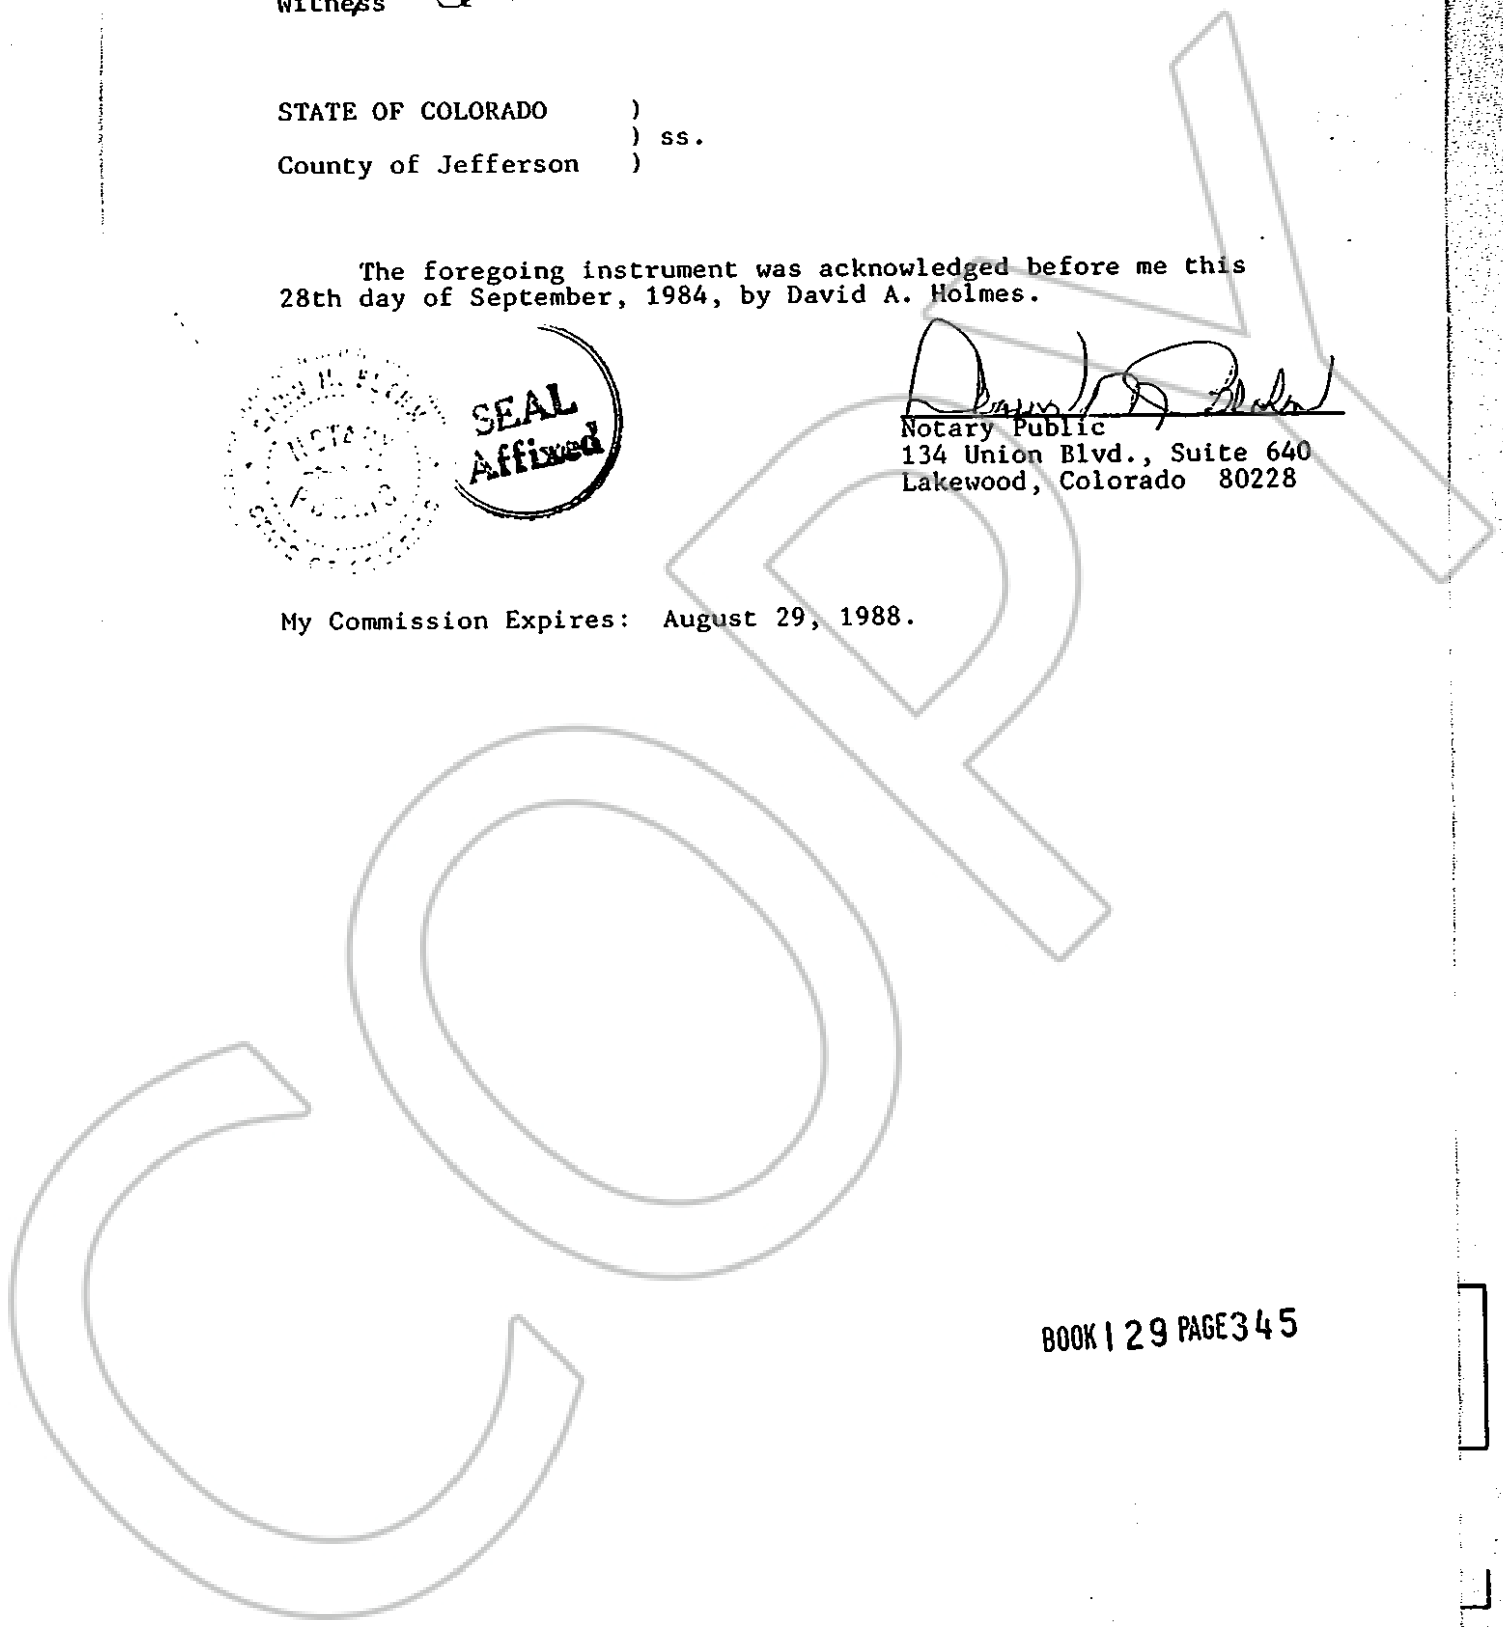 Witness
STATE OF COLORADO )
) ss.
County of Jefferson )
The foregoing instrument was acknowledged before me this
28th day of September, 1984, by David A. Holmes.
NOTARY
PUBLIC
SEAL
Affixed
Notary Public
134 Union Blvd., Suite 640
Lakewood, Colorado 80228
My Commission Expires: August 29, 1988.
COPY
BOOK 129 PAGE 345